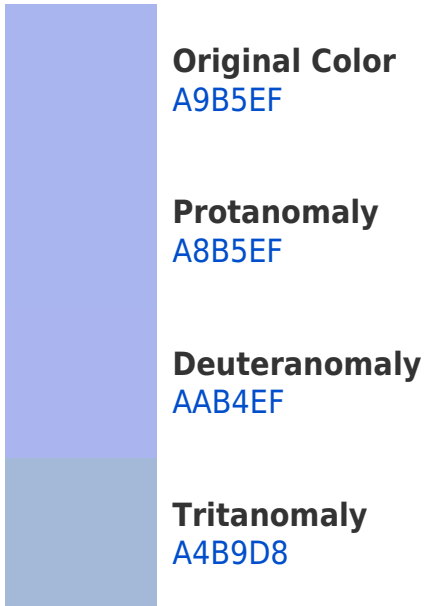 Original Color
A9B5EF
Protanomaly
A8B5EF
Deuteranomaly
AAB4EF
Tritanomaly
A4B9D8